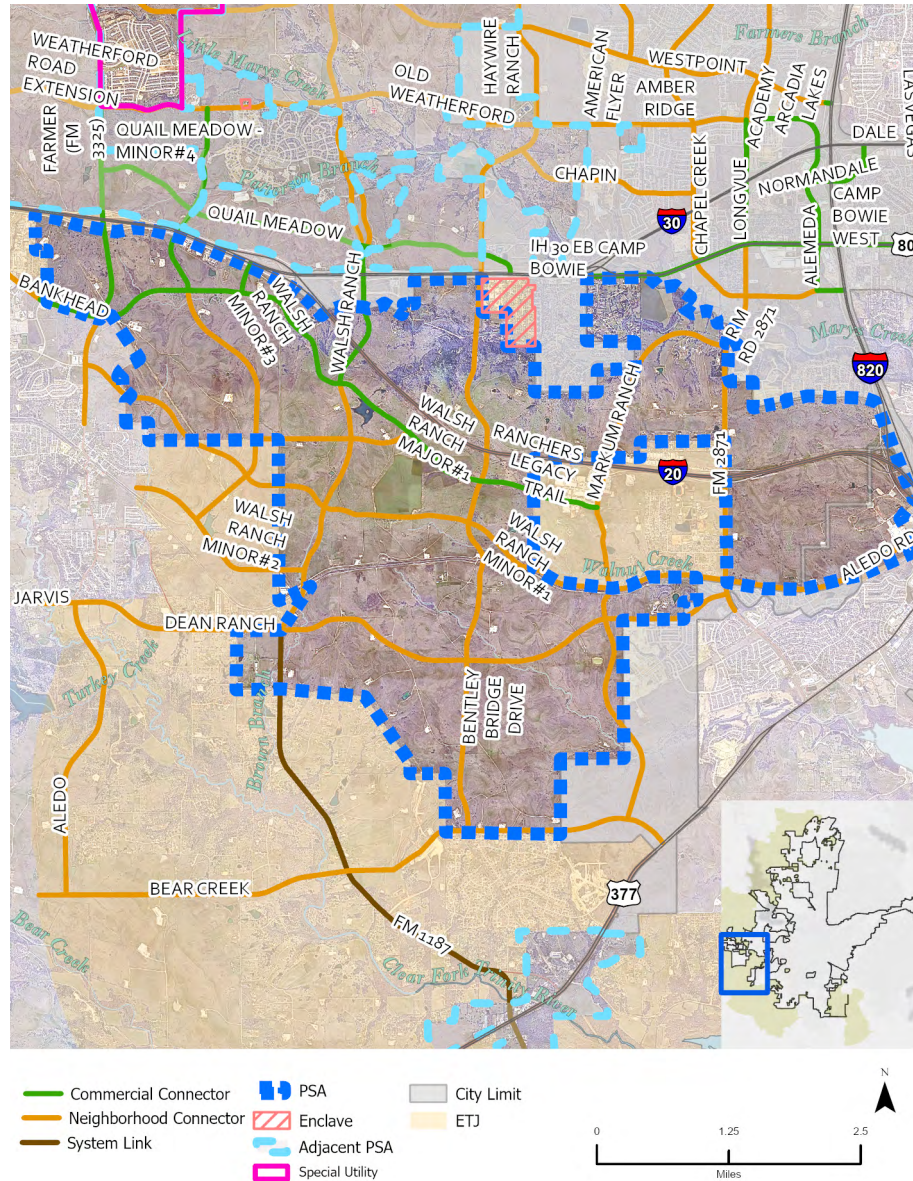 WEATHERFORD
ROAD
EXTENSION
Little Marys Creek
OLD
WEATHERFORD
HAYWIRE
RANCH
AMERICAN
FLYER
WESTPOINT
AMBER
RIDGE
Farmers Branch
ACADEMY
ARCADIA
LAKES
LAS VEGAS
DALE
FARMER
(FM
3325)
QUAIL MEADOW -
MINOR#4
Patterson Branch
CHAPIN
CHAPEL CREEK
LONGVUE
NORMANDALE
CAMP
BOWIE
WEST
ALEMEDA
QUAIL MEADOW
30
IH 30 EB CAMP
BOWIE
80
BANKHEAD
WALSH
RANCH
MINOR#3
WALSH RANCH
RM
RD 2871
Marys Creek
820
WALSH
RANCH
MAJOR#1
RANCHERS
LEGACY
TRAIL
MARKUM RANCH
20
FM 2871
WALSH
RANCH
MINOR#2
WALSH
RANCH
MINOR#1
Walnut Creek
ALEDO RD
JARVIS
DEAN RANCH
Turkey Creek
Brown Branch
BENTLEY
BRIDGE
DRIVE
ALEDO
BEAR CREEK
377
Bear Creek
FM 1187
Clear Fork Trinity River
Commercial Connector
Neighborhood Connector
System Link
PSA
Enclave
Adjacent PSA
Special Utility
City Limit
ETJ
N
0 1.25 2.5
Miles